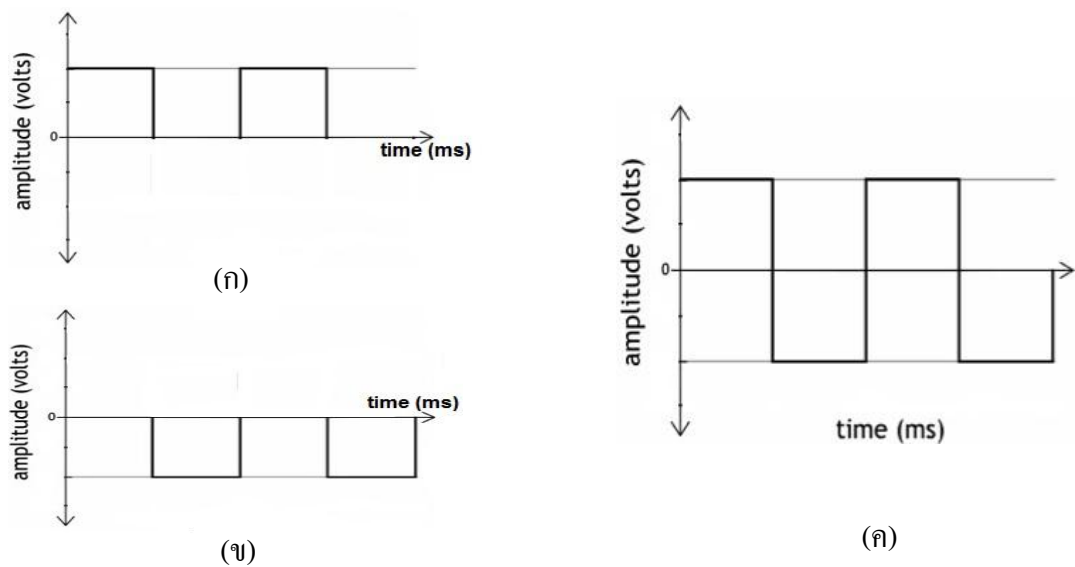 amplitude (volts)
0
time (ms)
(ก)
amplitude (volts)
0
time (ms)
(ข)
amplitude (volts)
0
time (ms)
(ค)